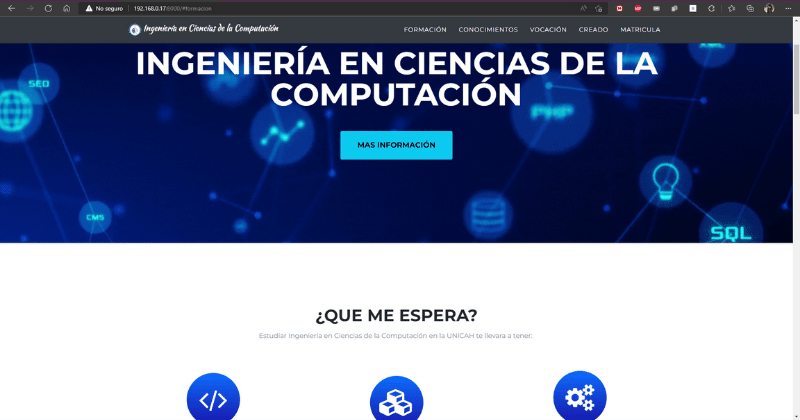 No seguro
192.168.0.17:8000/#formacion
Ingeniería en Ciencias de la Computación
FORMACIÓN CONOCIMIENTOS VOCACIÓN CREADO MATRICULA
INGENIERÍA EN CIENCIAS DE LA
COMPUTACIÓN
SEO
PHP
MAS INFORMACIÓN
CMS
SQL
¿QUE ME ESPERA?
Estudiar Ingeniería en Ciencias de la Computación en la UNICAH te llevara a tener: